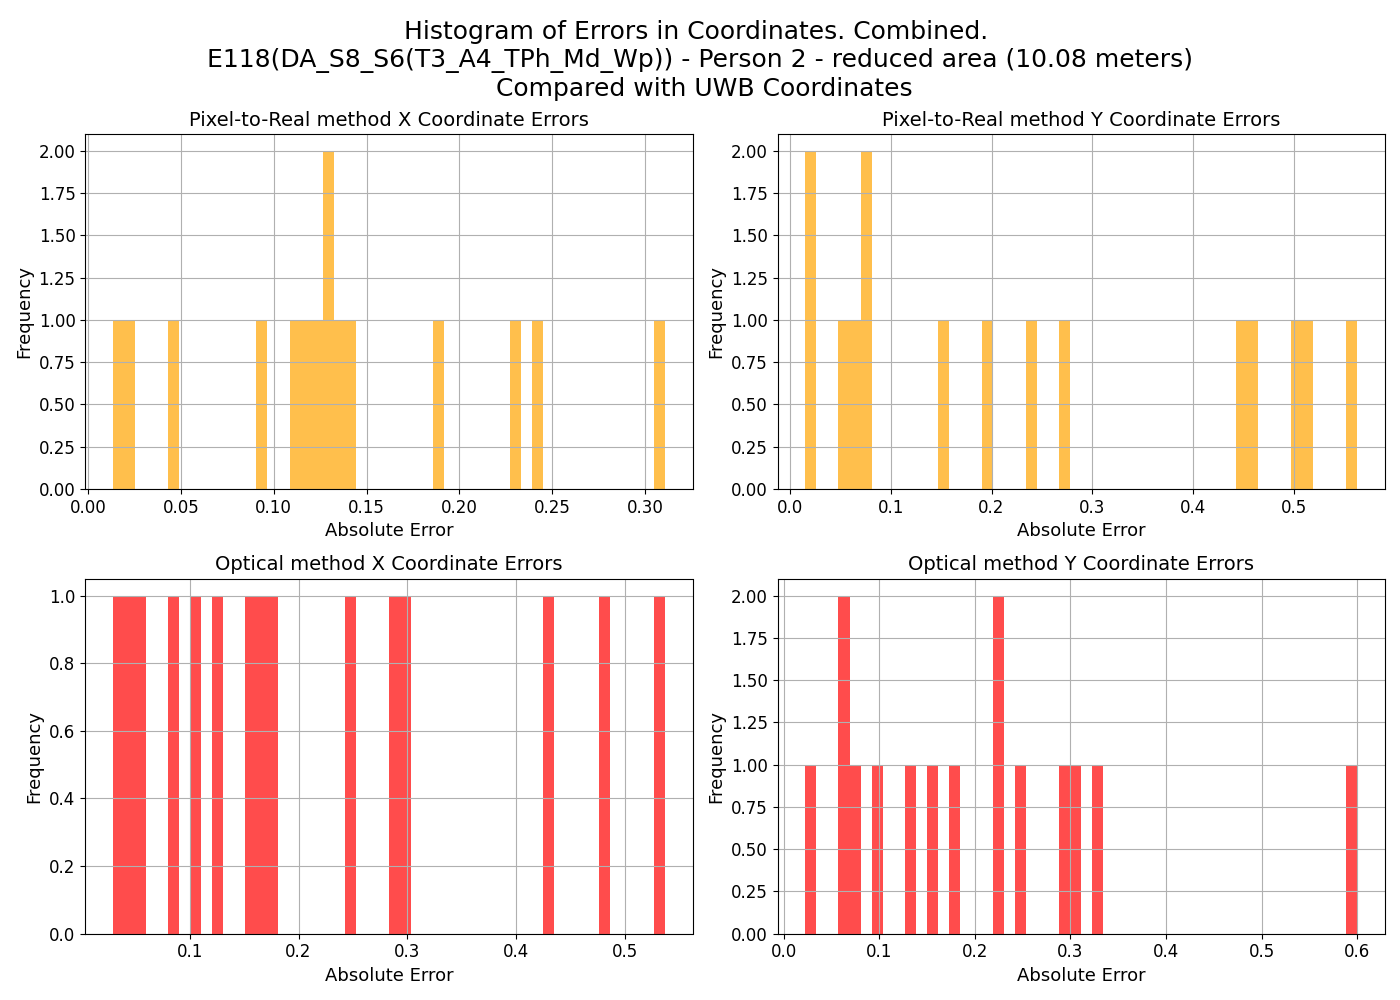 Histogram of Errors in Coordinates. Combined.
E118(DA_S8_S6(T3_A4_TPh_Md_Wp)) - Person 2 - reduced area (10.08 meters)
Compared with UWB Coordinates
Pixel-to-Real method X Coordinate Errors
2.00
1.75
1.50
1.25
1.00
0.75
0.50
0.25
0.00
Frequency
0.00 0.05 0.10 0.15 0.20 0.25 0.30
Absolute Error
Pixel-to-Real method Y Coordinate Errors
2.00
1.75
1.50
1.25
1.00
0.75
0.50
0.25
0.00
Frequency
0.0 0.1 0.2 0.3 0.4 0.5
Absolute Error
Optical method X Coordinate Errors
1.0
0.8
0.6
0.4
0.2
0.0
Frequency
0.1 0.2 0.3 0.4 0.5
Absolute Error
Optical method Y Coordinate Errors
2.00
1.75
1.50
1.25
1.00
0.75
0.50
0.25
0.00
Frequency
0.0 0.1 0.2 0.3 0.4 0.5 0.6
Absolute Error